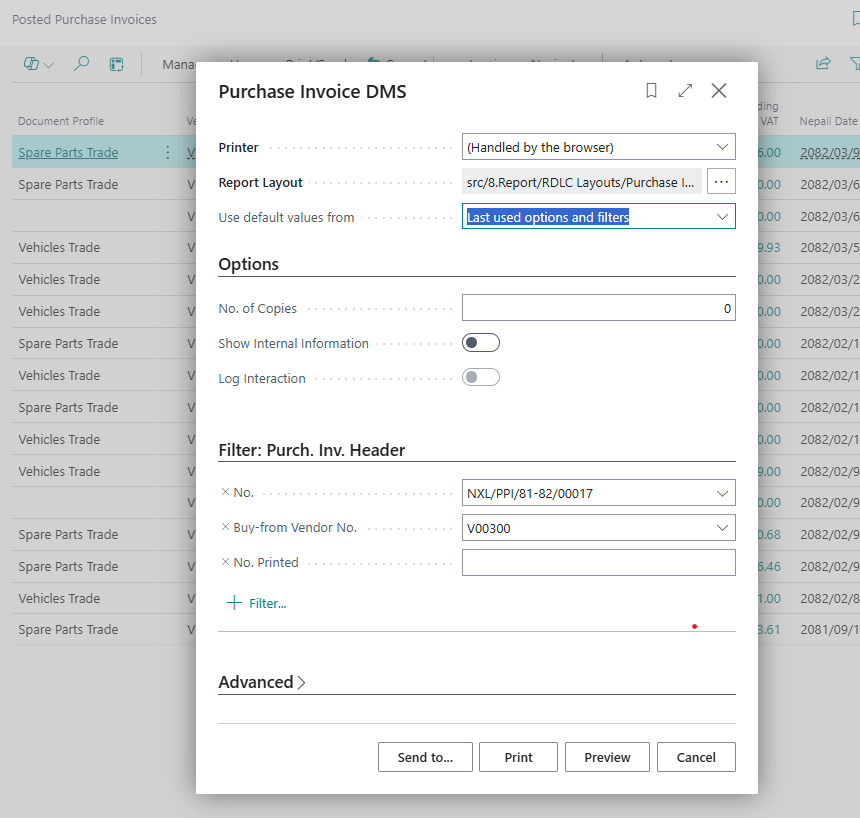 Posted Purchase Invoices
Mana
Purchase Invoice DMS
ding
Document Profile
Ve
VAT
Nepali Date
Printer
(Handled by the browser)
Spare Parts Trade
V
6.00
2082/03/9
Report Layout
src/8.Report/RDLC Layouts/Purchase I...
Spare Parts Trade
V
0.00
2082/03/6
Use default values from
Last used options and filters
V
0.00
2082/03/6
Vehicles Trade
V
9.93
2082/03/5
Options
Vehicles Trade
V
0.00
2082/03/2
No. of Copies
0
Vehicles Trade
V
0.00
2082/03/2
Show Internal Information
Spare Parts Trade
V
0.00
2082/02/1
Log Interaction
Vehicles Trade
V
0.00
2082/02/1
Spare Parts Trade
V
0.00
2082/02/1
Vehicles Trade
V
0.00
2082/02/1
Filter: Purch. Inv. Header
Vehicles Trade
V
9.00
2082/02/9
No.
NXL/PPI/81-82/00017
V
0.00
2082/02/9
Buy-from Vendor No.
V00300
Spare Parts Trade
V
0.68
2082/02/9
No. Printed
Spare Parts Trade
V
6.46
2082/02/9
Filter...
Vehicles Trade
V
1.00
2082/02/8
Spare Parts Trade
V
3.61
2081/09/1
Advanced
Send to...
Print
Preview
Cancel